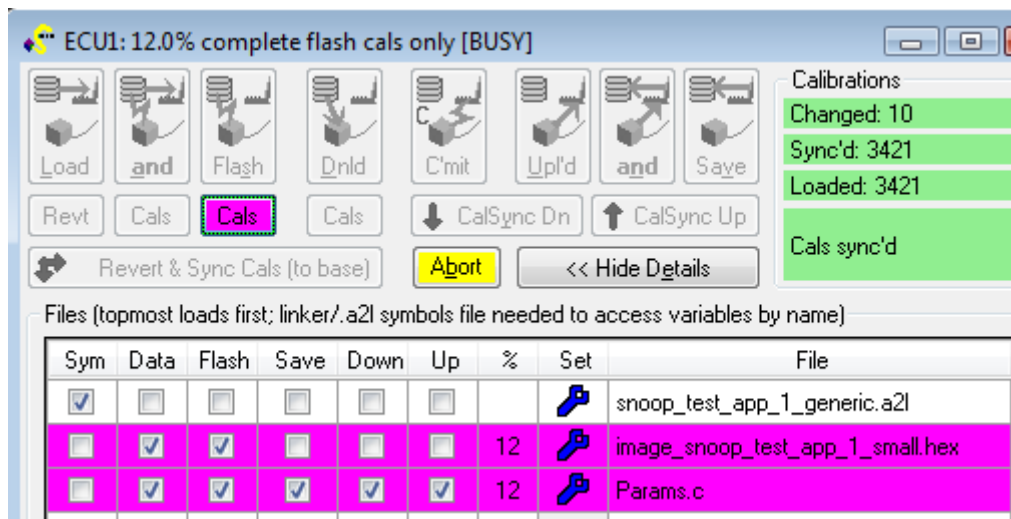 ECU1: 12.0% complete flash cals only [BUSY]
Load and Flash Dnld C C'mit Upl'd and Save
Revt Cals Cals Cals CalSync Dn CalSync Up
Revert & Sync Cals (to base) Abort << Hide Details
Calibrations
Changed: 10
Sync'd: 3421
Loaded: 3421
Cals sync'd
Files (topmost loads first; linker/.a2l symbols file needed to access variables by name)
Sym Data Flash Save Down Up % Set File
snoop_test_app_1_generic.a2l
12 image_snoop_test_app_1_small.hex
12 Params.c